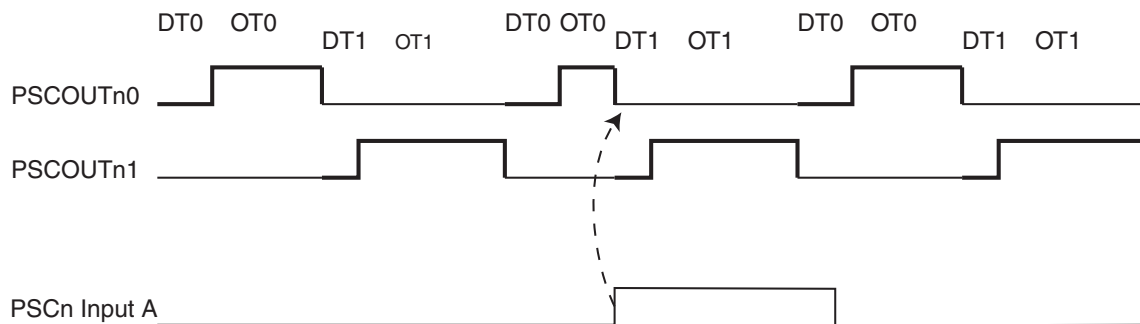 DT0 OT0 DT0 OT0 DT0 OT0
DT1 OT1 DT1 OT1 DT1 OT1
PSCOUTn0
PSCOUTn1
PSCn Input A